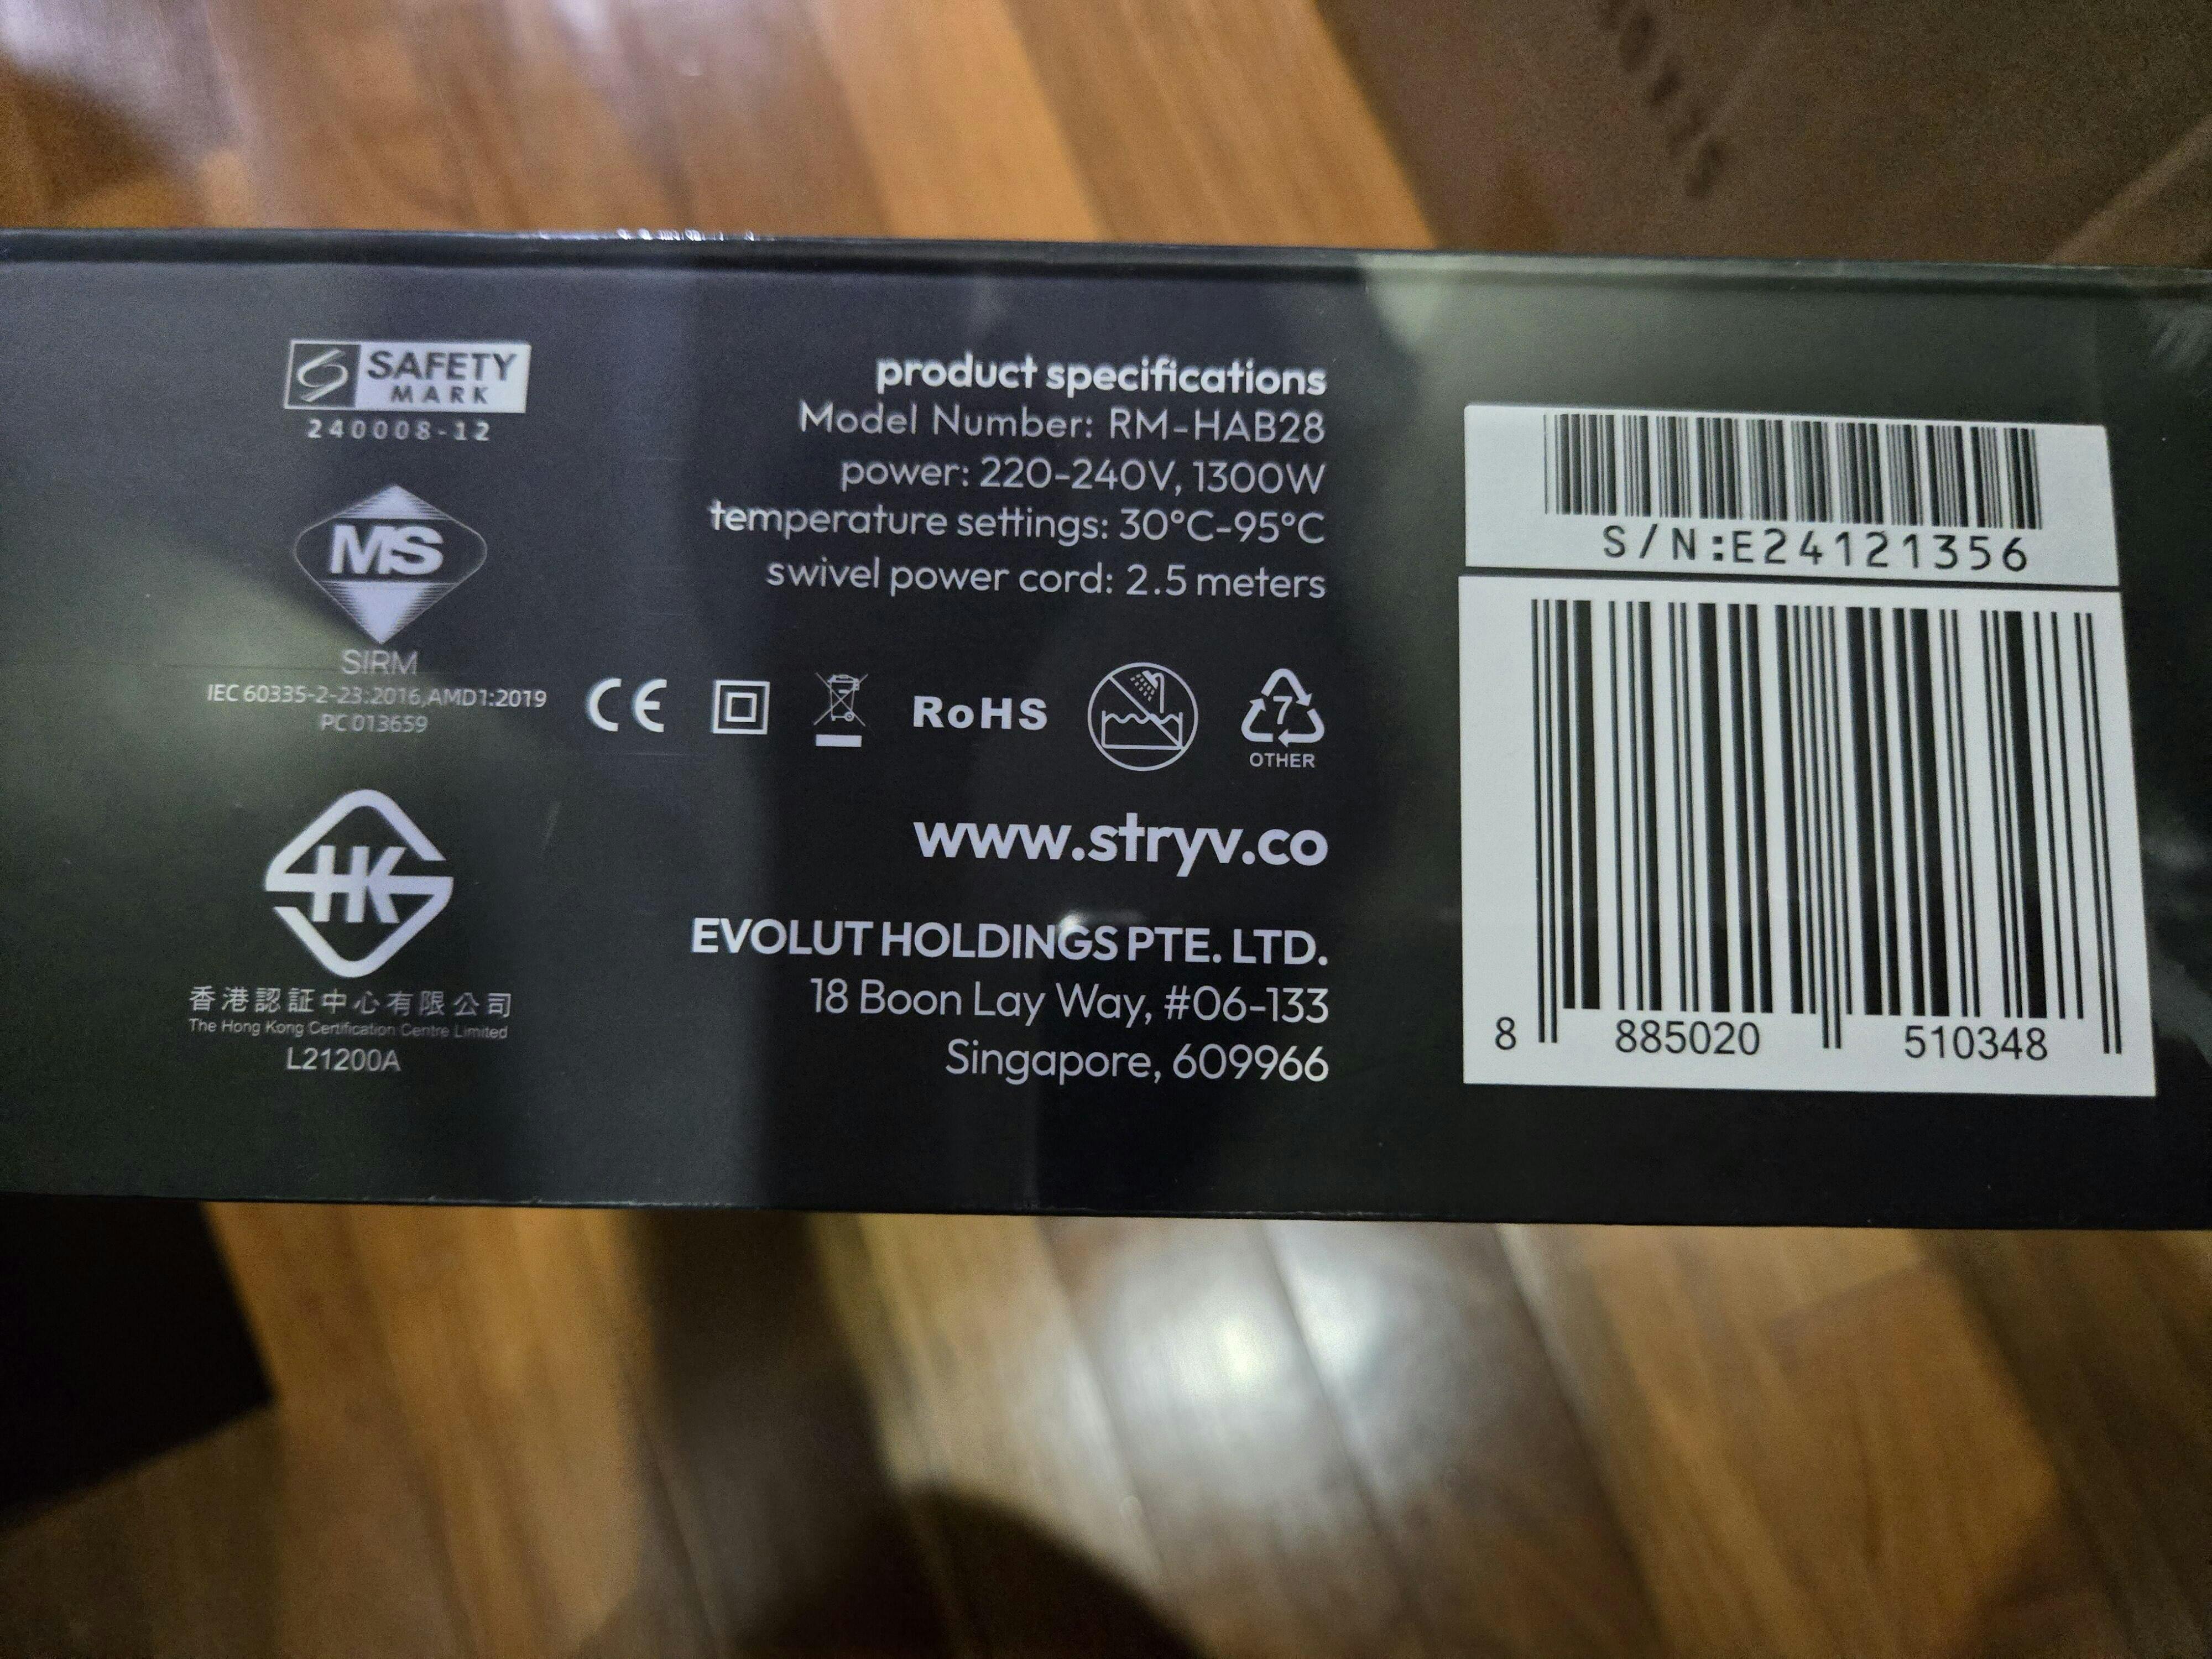 SAFETY
MARK
240008-12
MS
SIRM
IEC 60335-2-23:2016,AMD1:2019
PC 013659
HK
香港認証中心有限公司
The Hong Kong Certification Centre Limited
L21200A
product specifications
Model Number: RM-HAB28
power: 220-240V, 1300W
temperature settings: 30°C-95°C
swivel power cord: 2.5 meters
CE
RoHS
7
OTHER
www.stryv.co
EVOLUT HOLDINGS PTE. LTD.
18 Boon Lay Way, #06-133
Singapore, 609966
S/N:E24121356
8 885020 510348